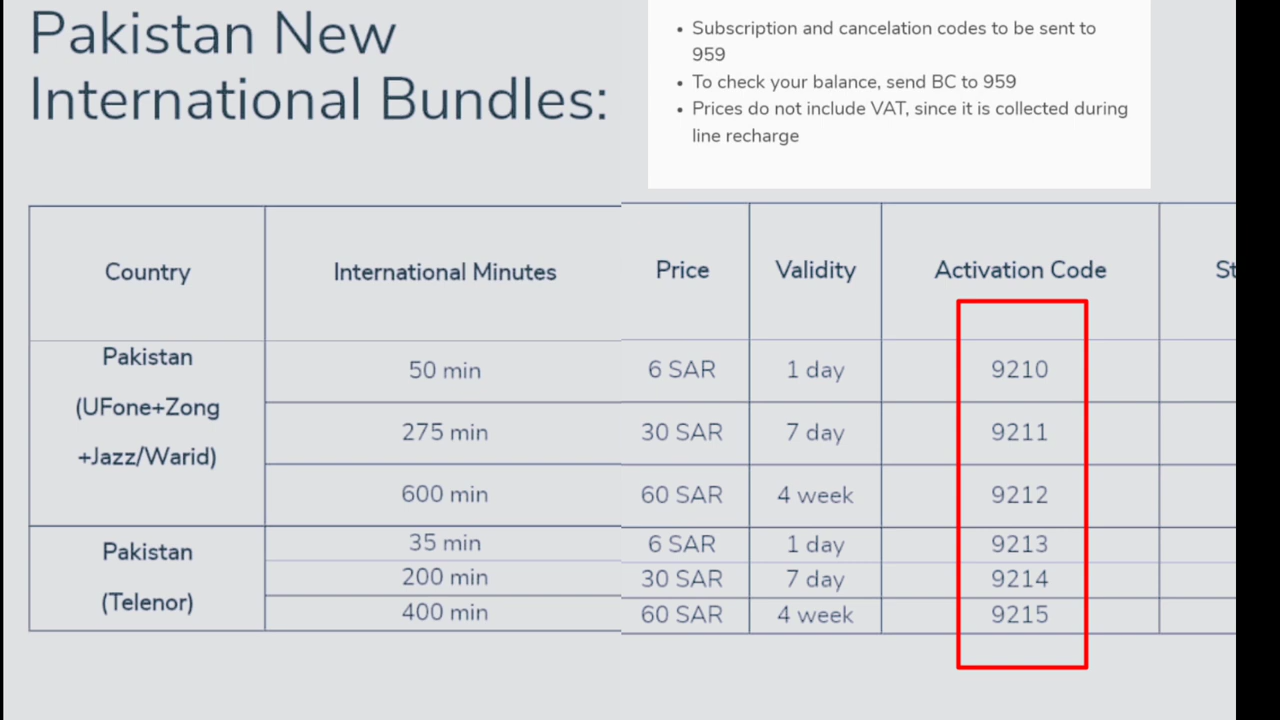 Pakistan New
International Bundles:
• Subscription and cancelation codes to be sent to
959
• To check your balance, send BC to 959
• Prices do not include VAT, since it is collected during
line recharge
Country International Minutes Price Validity Activation Code St
Pakistan
(UFone+Zong
+Jazz/Warid)
50 min 6 SAR 1 day 9210
275 min 30 SAR 7 day 9211
600 min 60 SAR 4 week 9212
Pakistan
(Telenor)
35 min 6 SAR 1 day 9213
200 min 30 SAR 7 day 9214
400 min 60 SAR 4 week 9215